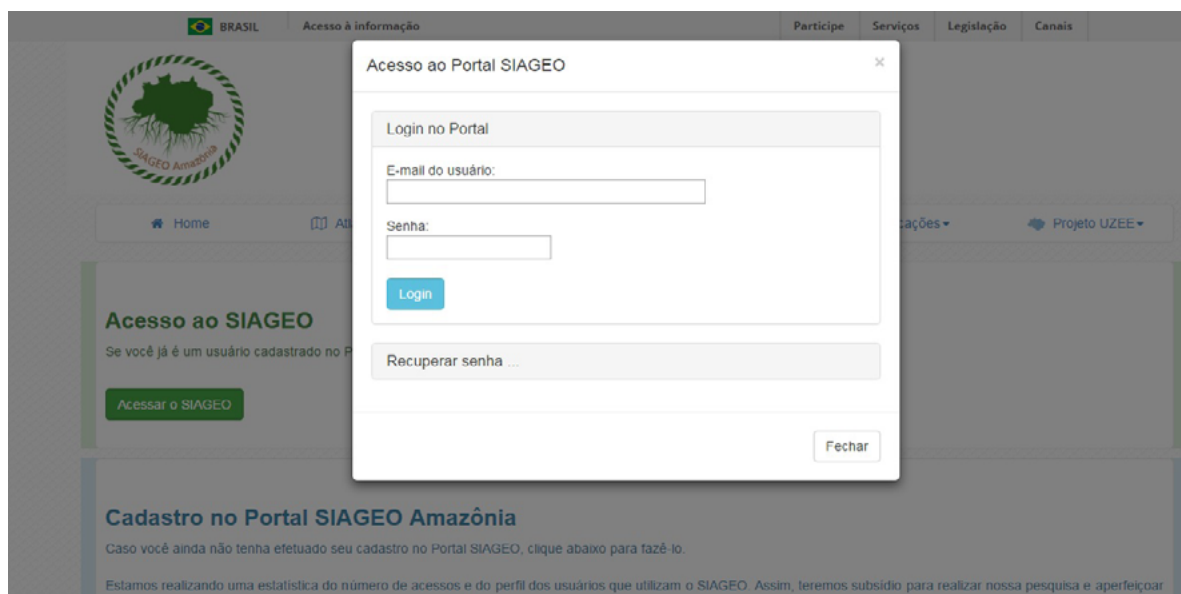 BRASIL Acesso à informação Participe Serviços Legislação Canais
SIAGEO Amazônia
Acesso ao Portal SIAGEO ×
Login no Portal
E-mail do usuário:
Senha:
Login
Recuperar senha ...
Fechar
Home Projeto UZEE
Acesso ao SIAGEO
Se você já é um usuário cadastrado no
Acessar o SIAGEO
Cadastro no Portal SIAGEO Amazônia
Caso você ainda não tenha efetuado seu cadastro no Portal SIAGEO, clique abaixo para fazê-lo.
Estamos realizando uma estatística do número de acessos e do perfil dos usuários que utilizam o SIAGEO. Assim, teremos subsídio para realizar nossa pesquisa e aperfeiçoar